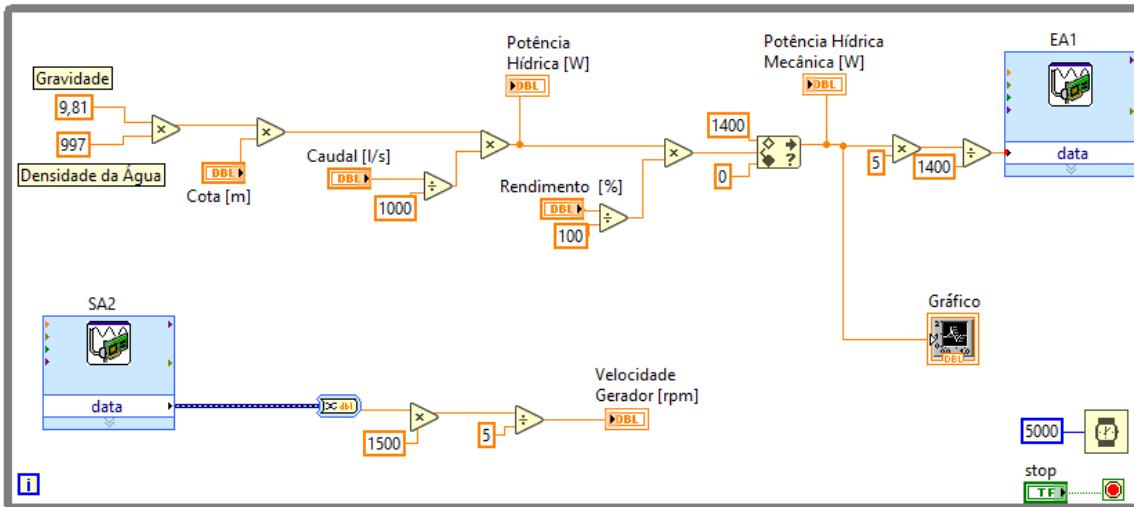 Potência
Hídrica [W]
DBL
Potência Hídrica
Mecânica [W]
DBL
EA1
data
Gravidade
9,81
997
Densidade da Água
DBL
Cota [m]
Caudal [l/s]
DBL
1000
Rendimento [%]
DBL
100
1400
0
?
5
1400
Gráfico
DBL
SA2
data
dbl
1500
5
Velocidade
Gerador [rpm]
DBL
5000
stop
TF
i